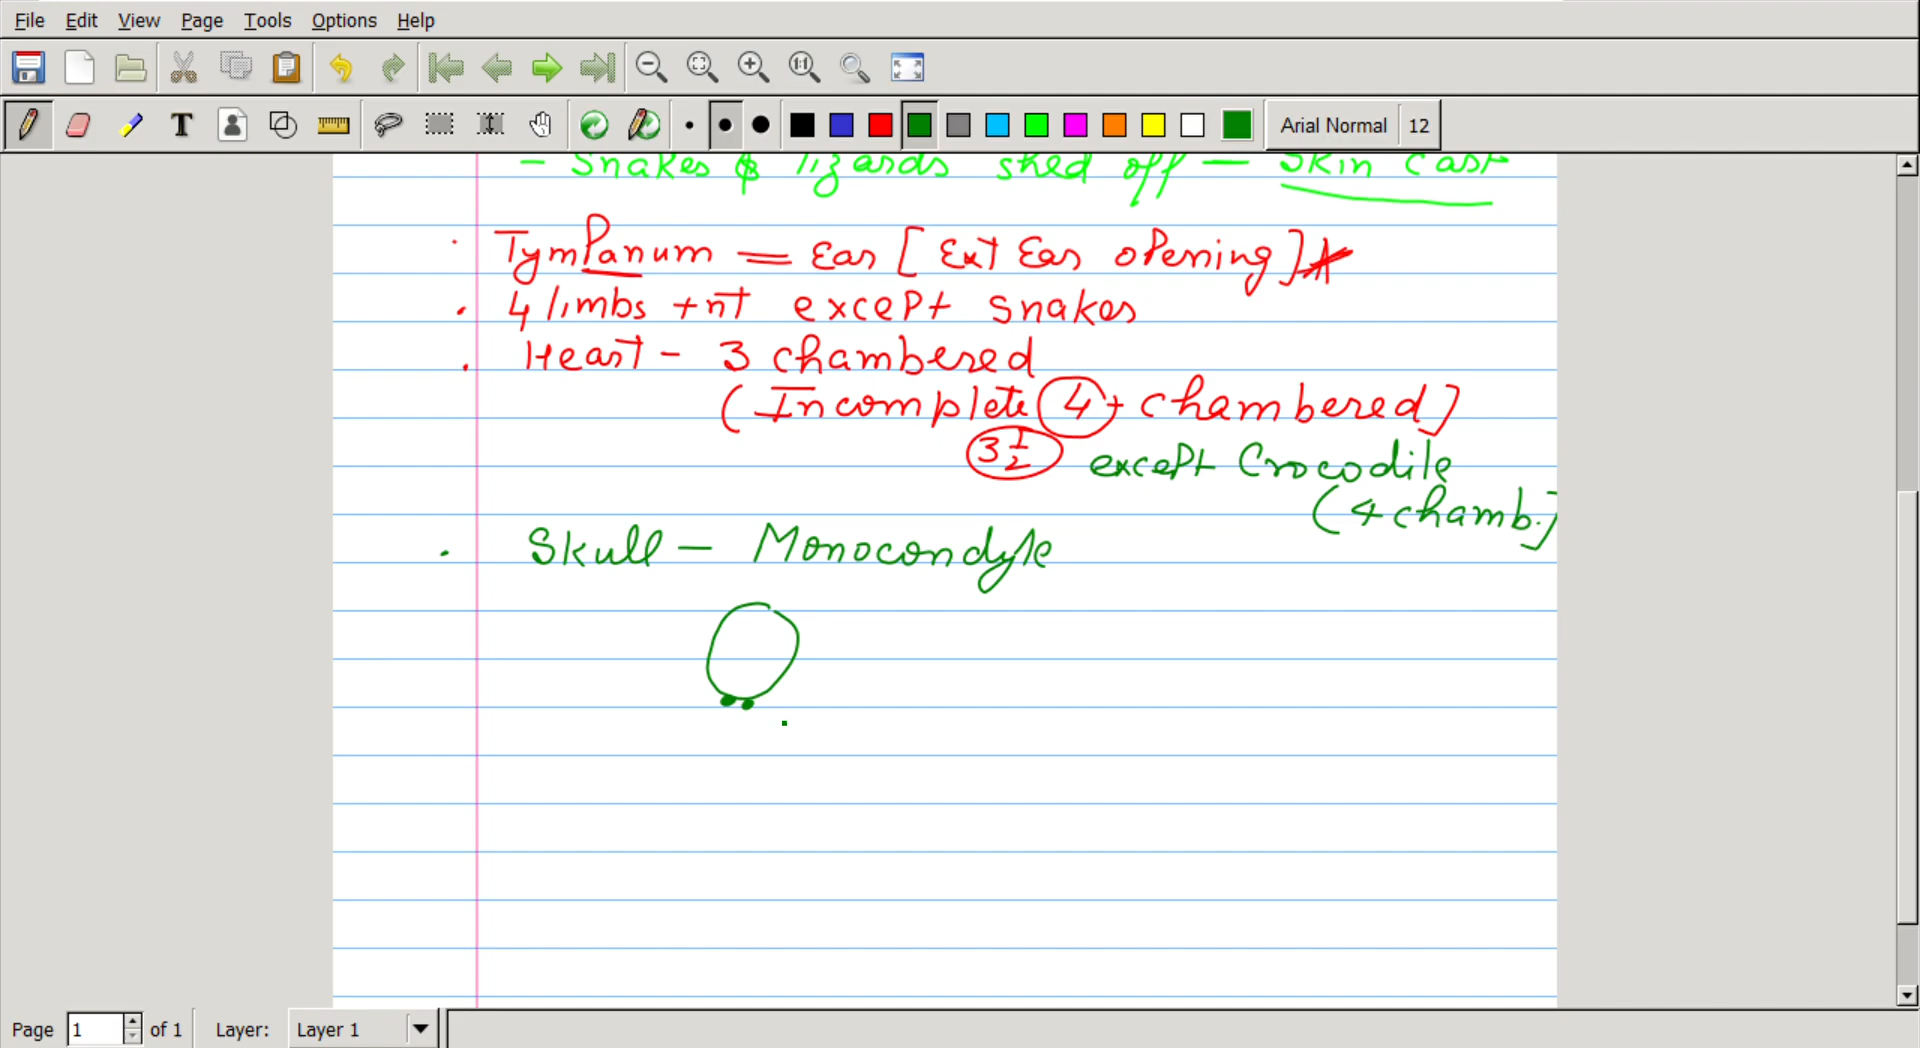 File Edit View Page Tools Options Help
T Arial Normal 12
- Snakes & lizards shed off - Skin Cast
. Tympanum = Ear [Ext Ear opening]*
. 4 limbs +nt except snakes
. Heart - 3 chambered
(Incomplete 4 chambered]
3 1/2 except Crocodile
(4 chamb.]
. Skull - Monocondyle
Page 1 of 1 Layer: Layer 1